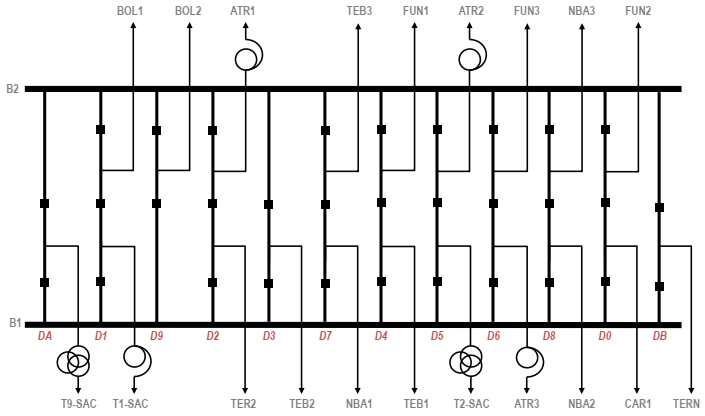 BOL1 BOL2 ATR1 TEB3 FUN1 ATR2 FUN3 NBA3 FUN2
B2
B1
DA D1 D9 D2 D3 D7 D4 D5 D6 D8 D0 DB
T9-SAC T1-SAC TER2 TEB2 NBA1 TEB1 T2-SAC ATR3 NBA2 CAR1 TERN